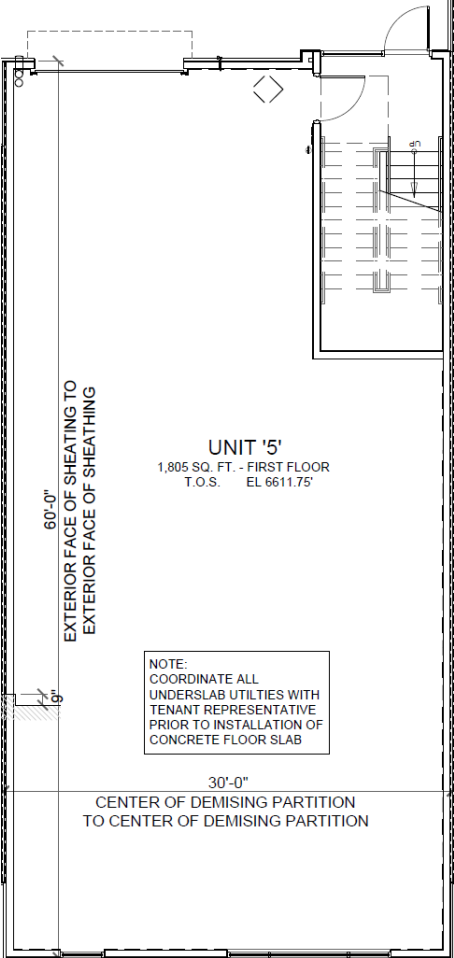 UP
UNIT '5'
1,805 SQ. FT. - FIRST FLOOR
T.O.S. EL 6611.75'
60'-0"
EXTERIOR FACE OF SHEATING TO
EXTERIOR FACE OF SHEATHING
9"
NOTE:
COORDINATE ALL
UNDERSLAB UTILTIES WITH
TENANT REPRESENTATIVE
PRIOR TO INSTALLATION OF
CONCRETE FLOOR SLAB
30'-0"
CENTER OF DEMISING PARTITION
TO CENTER OF DEMISING PARTITION